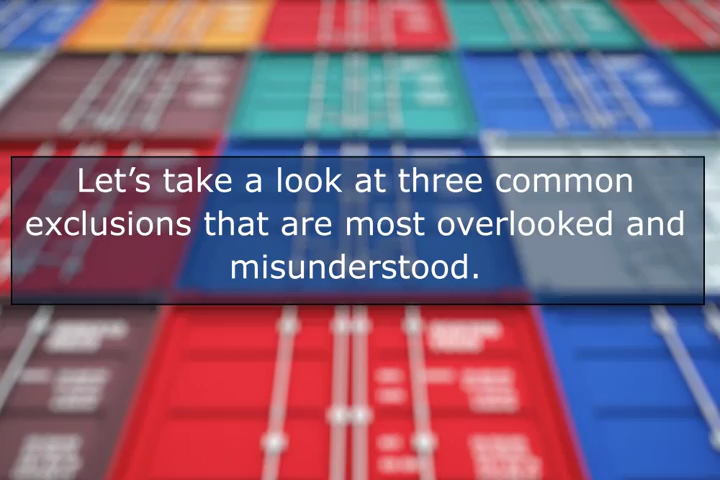 Let’s take a look at three common
exclusions that are most overlooked and
misunderstood.